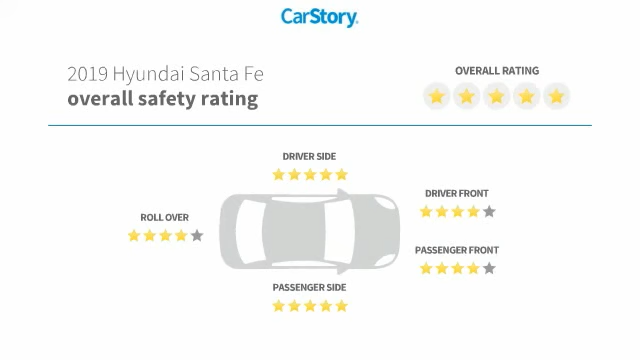 CarStory
2019 Hyundai Santa Fe
overall safety rating
OVERALL RATING
DRIVER SIDE
DRIVER FRONT
ROLL OVER
PASSENGER FRONT
PASSENGER SIDE